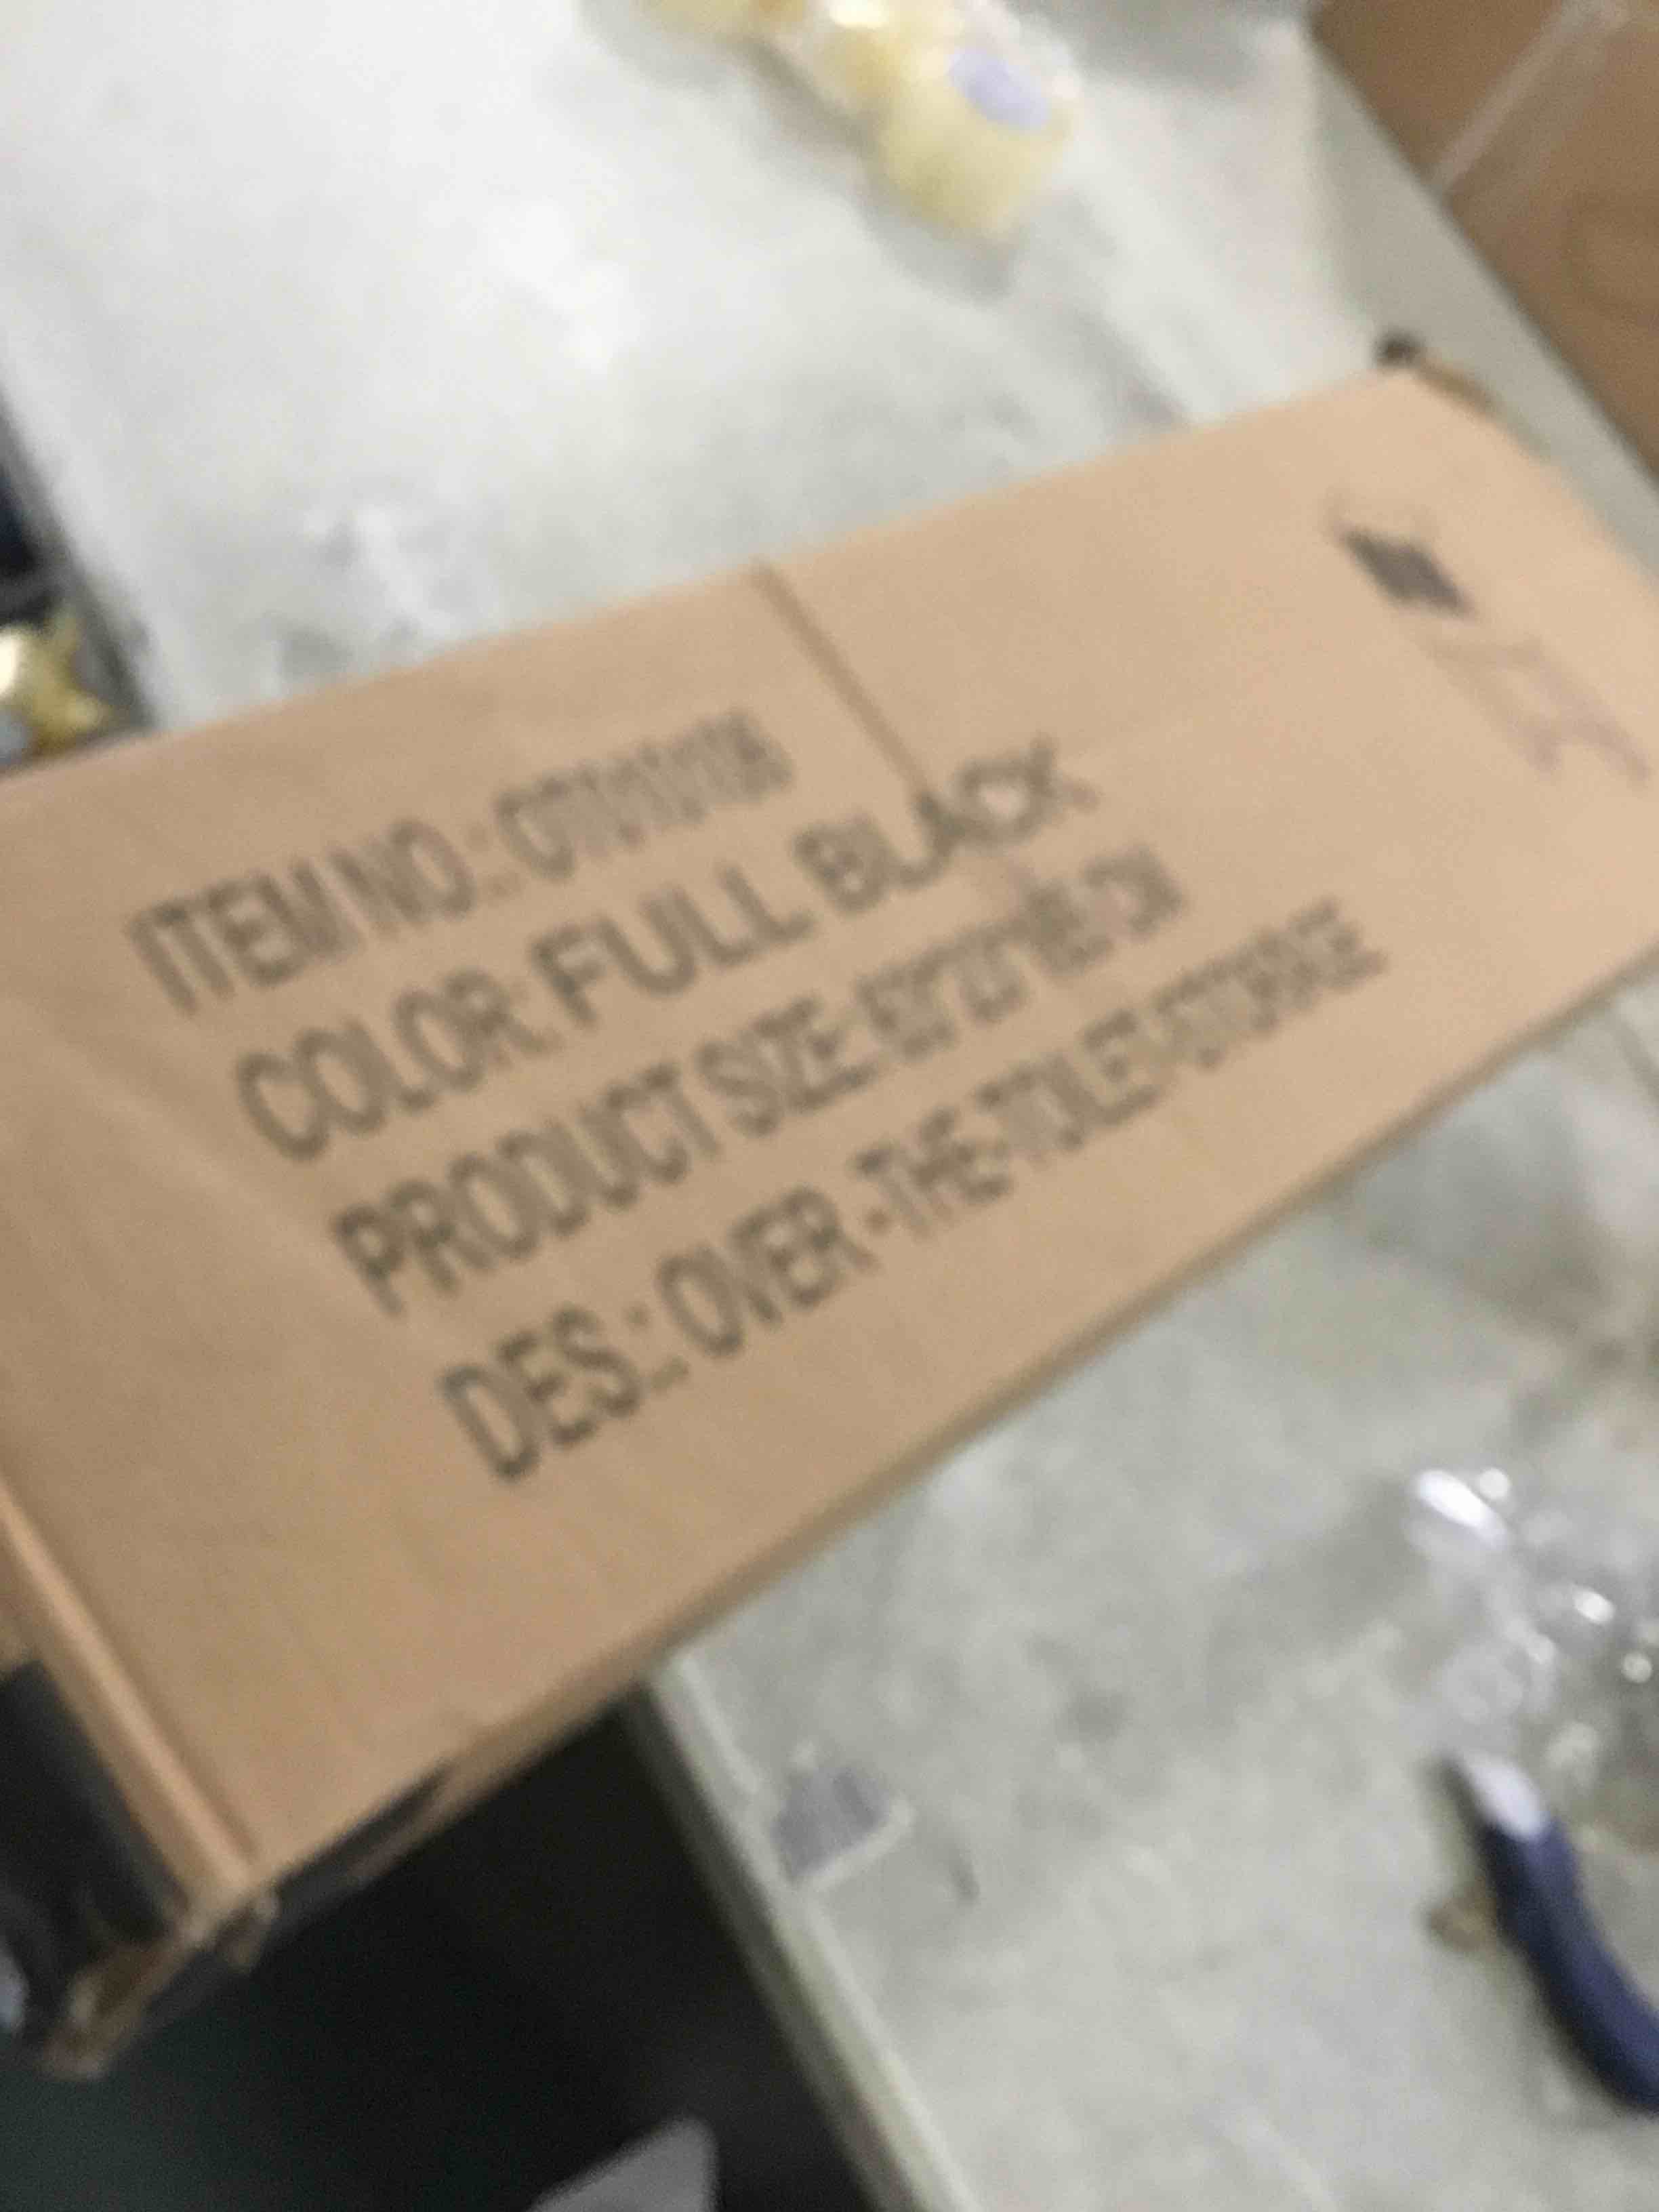 ITEM NO.:
COLOR: FULL BLACK
PRODUCT SIZE:
DES.: OVER-THE-TOILET STORAGE